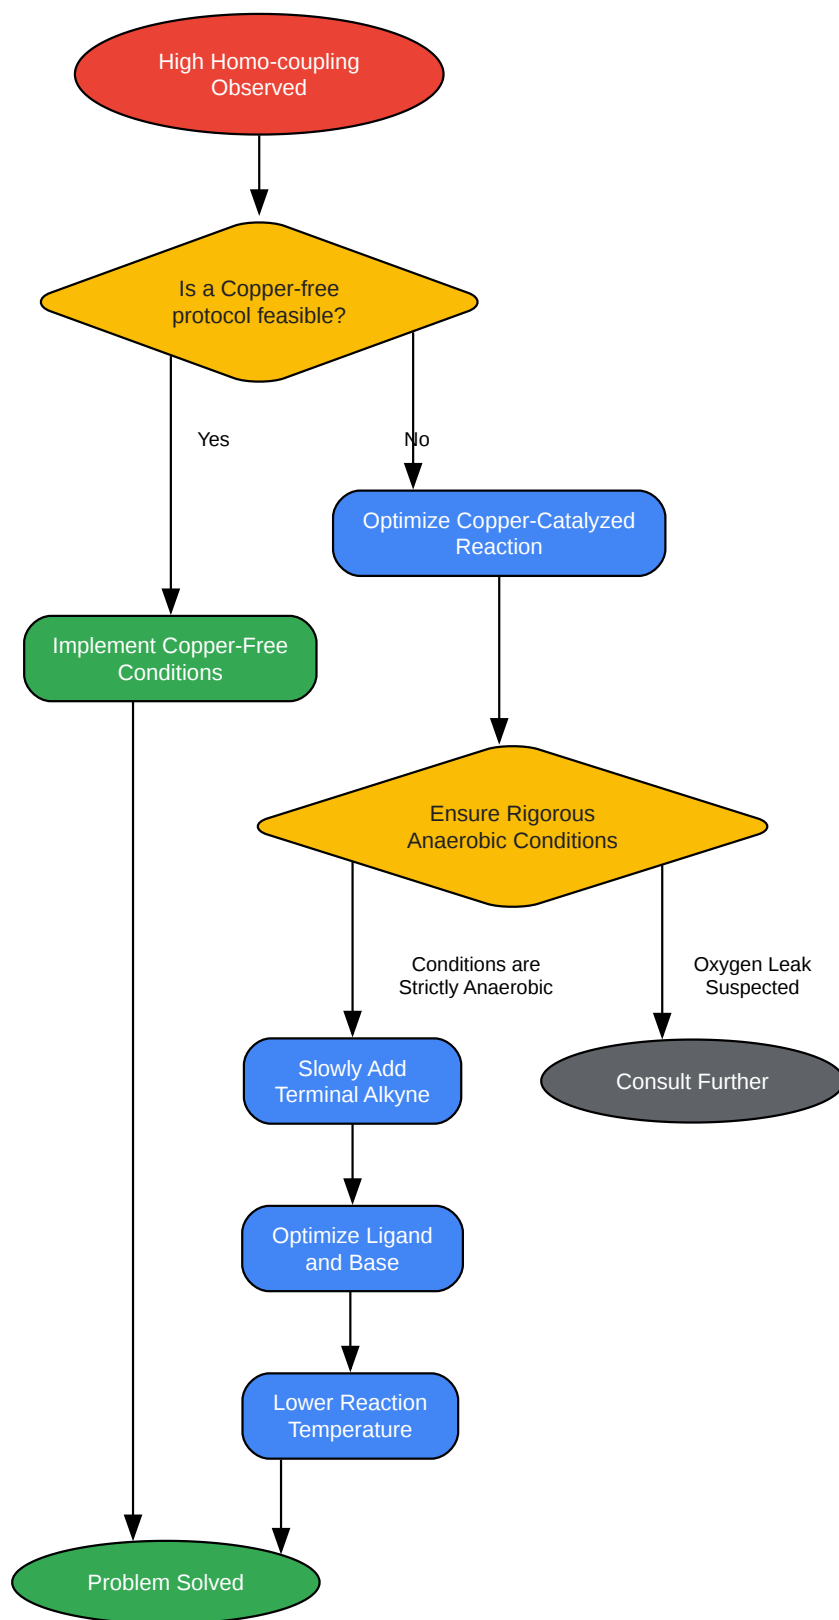 High Homo-coupling
Observed
Is a Copper-free
protocol feasible?
Yes
No
Optimize Copper-Catalyzed
Reaction
Implement Copper-Free
Conditions
Ensure Rigorous
Anaerobic Conditions
Conditions are
Strictly Anaerobic
Oxygen Leak
Suspected
Slowly Add
Terminal Alkyne
Consult Further
Optimize Ligand
and Base
Lower Reaction
Temperature
Problem Solved